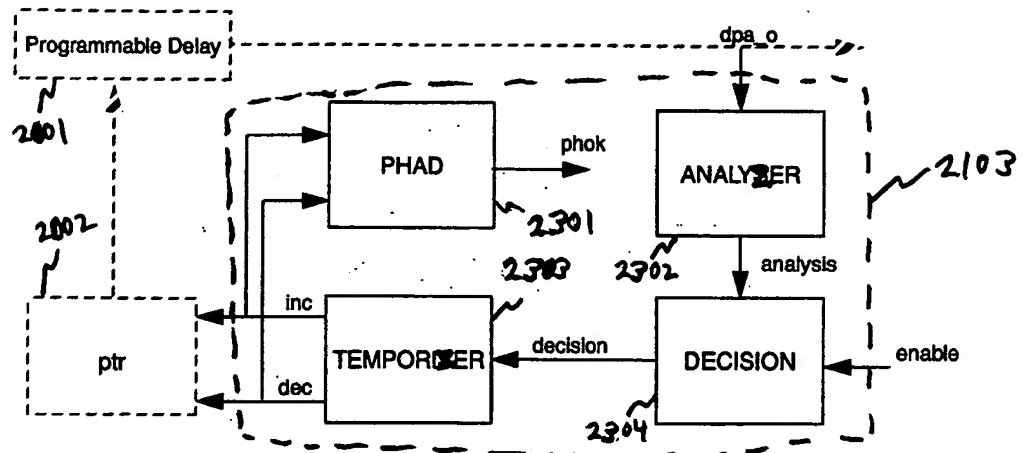 Programmable Delay
dpa_o
2001
PHAD
phok
ANALYZER
2103
2301
2302
2002
2303
analysis
inc
ptr
TEMPORIZER
decision
DECISION
enable
dec
2304